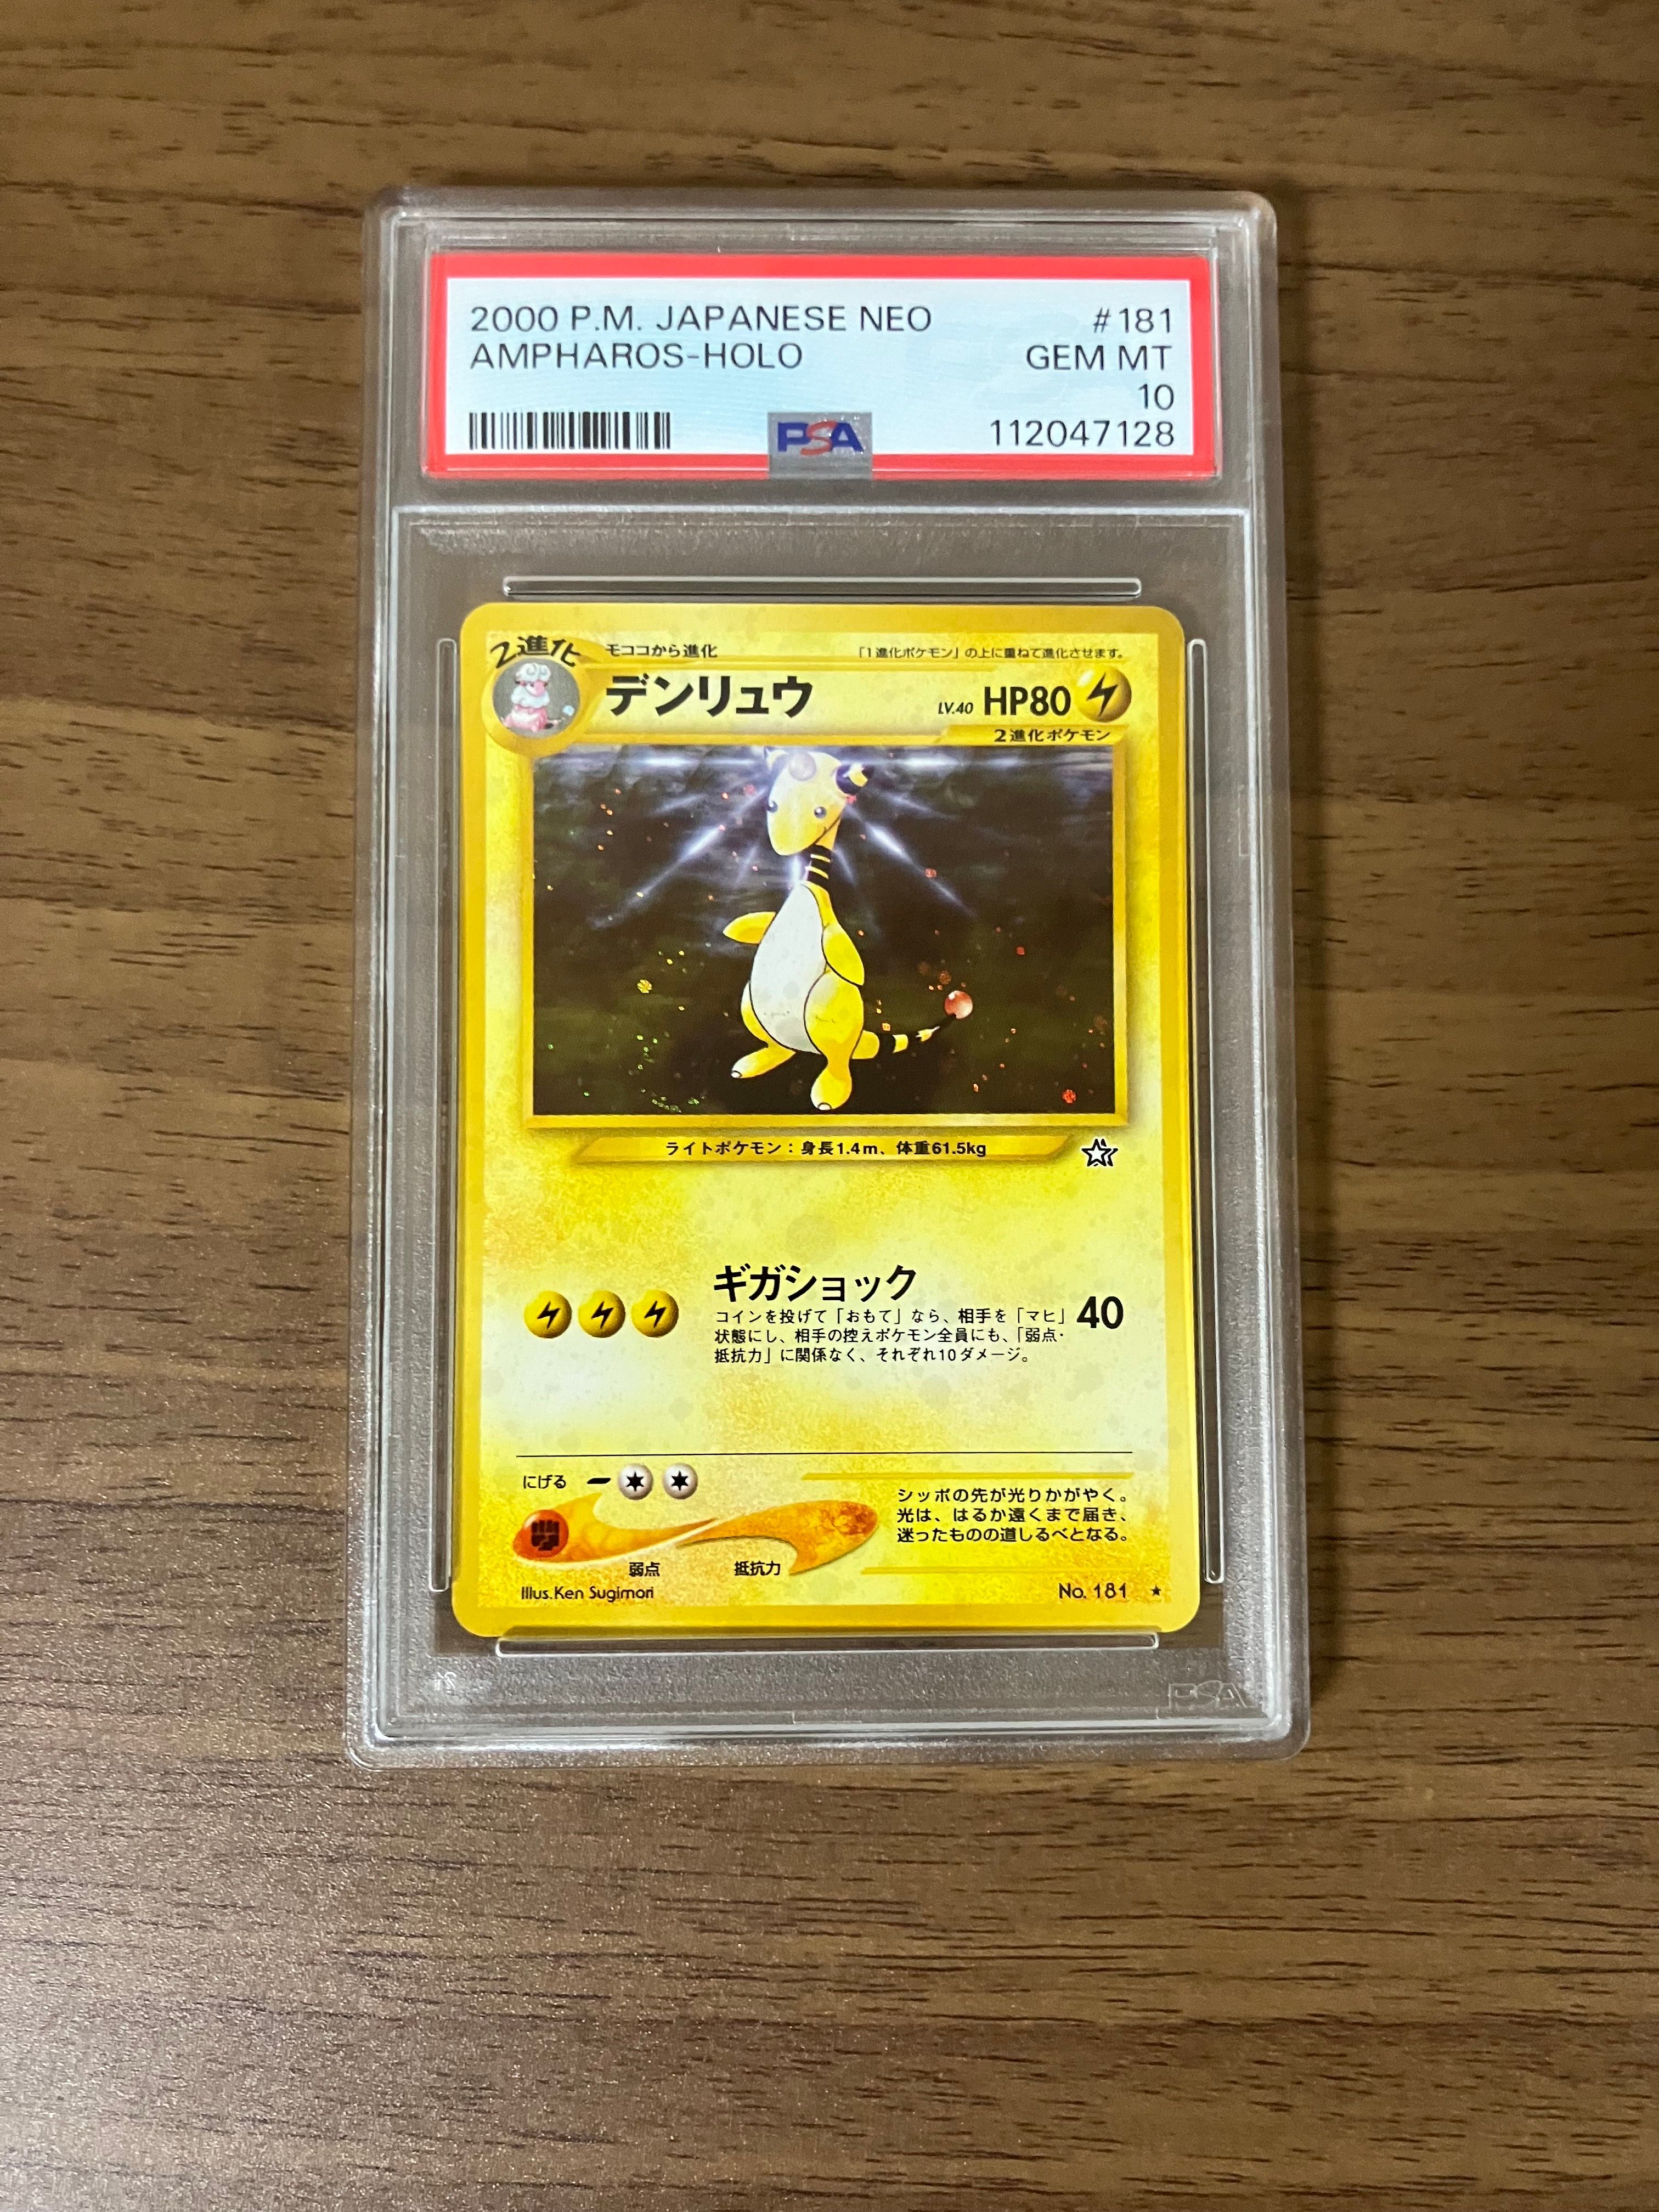 2000 P.M. JAPANESE NEO #181
AMPHAROS-HOLO GEM MT
10
PSA 112047128
2進化 モココから進化 「1進化ポケモン」の上に重ねて進化させます。
デンリュウ LV.40 HP80
2進化ポケモン
ライトポケモン：身長1.4m、体重61.5kg
ギガショック
コインを投げて「おもて」なら、相手を「マヒ」 40
状態にし、相手の控えポケモン全員にも、「弱点・
抵抗力」に関係なく、それぞれ10ダメージ。
にげる
シッポの先が光りかがやく。
光は、はるか遠くまで届き、
迷ったものの道しるべとなる。
弱点 抵抗力
Illus.Ken Sugimori No. 181 ★
PSA